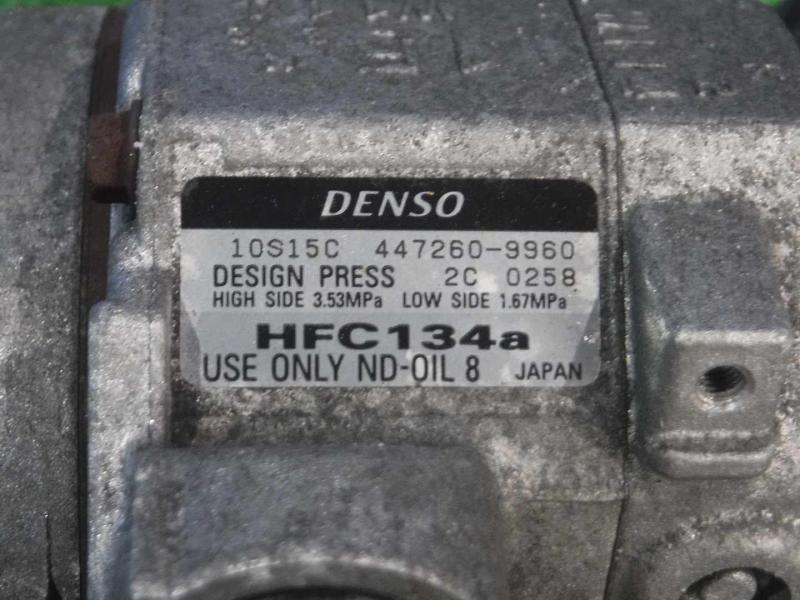 DENSO
10S15C 447260-9960
DESIGN PRESS 2C 0258
HIGH SIDE 3.53MPa LOW SIDE 1.67MPa
HFC134a
USE ONLY ND-OIL 8 JAPAN